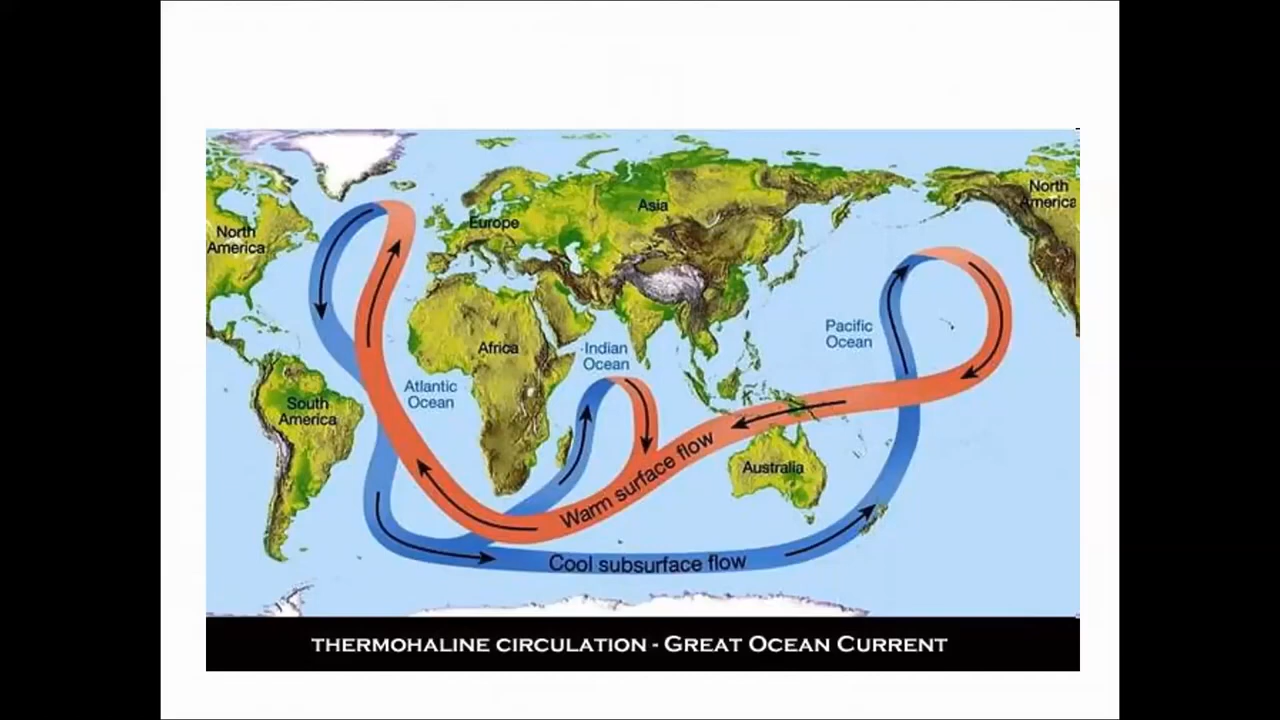 North
America
Asia
Europe
North
America
Pacific
Ocean
Africa
Indian
Ocean
Atlantic
Ocean
South
America
Warm surface flow
Australia
Cool subsurface flow
THERMOHALINE CIRCULATION - GREAT OCEAN CURRENT